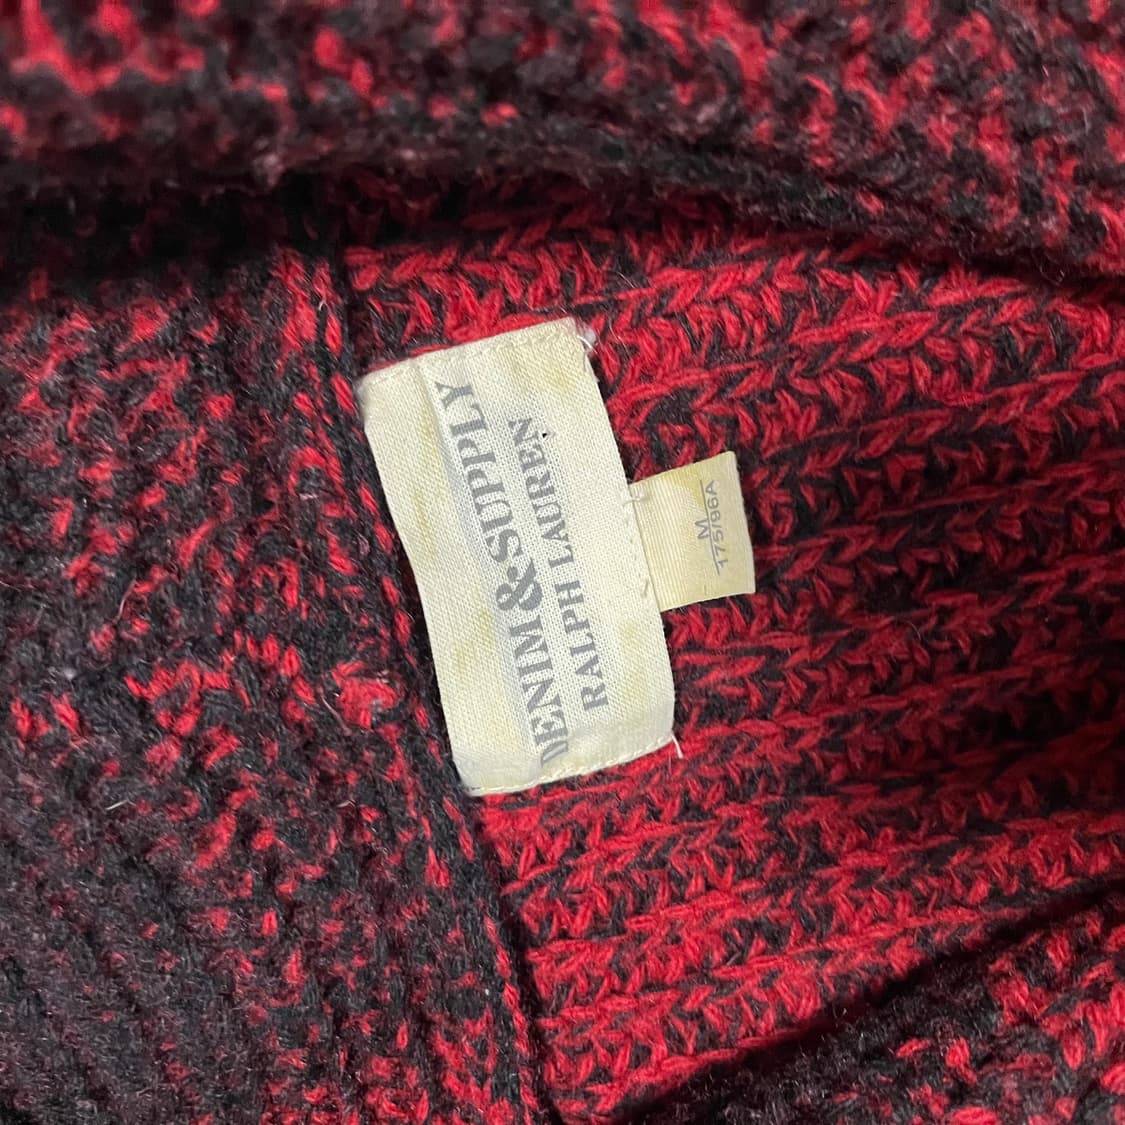 DENIM & SUPPLY
RALPH LAUREN
M
175/96A